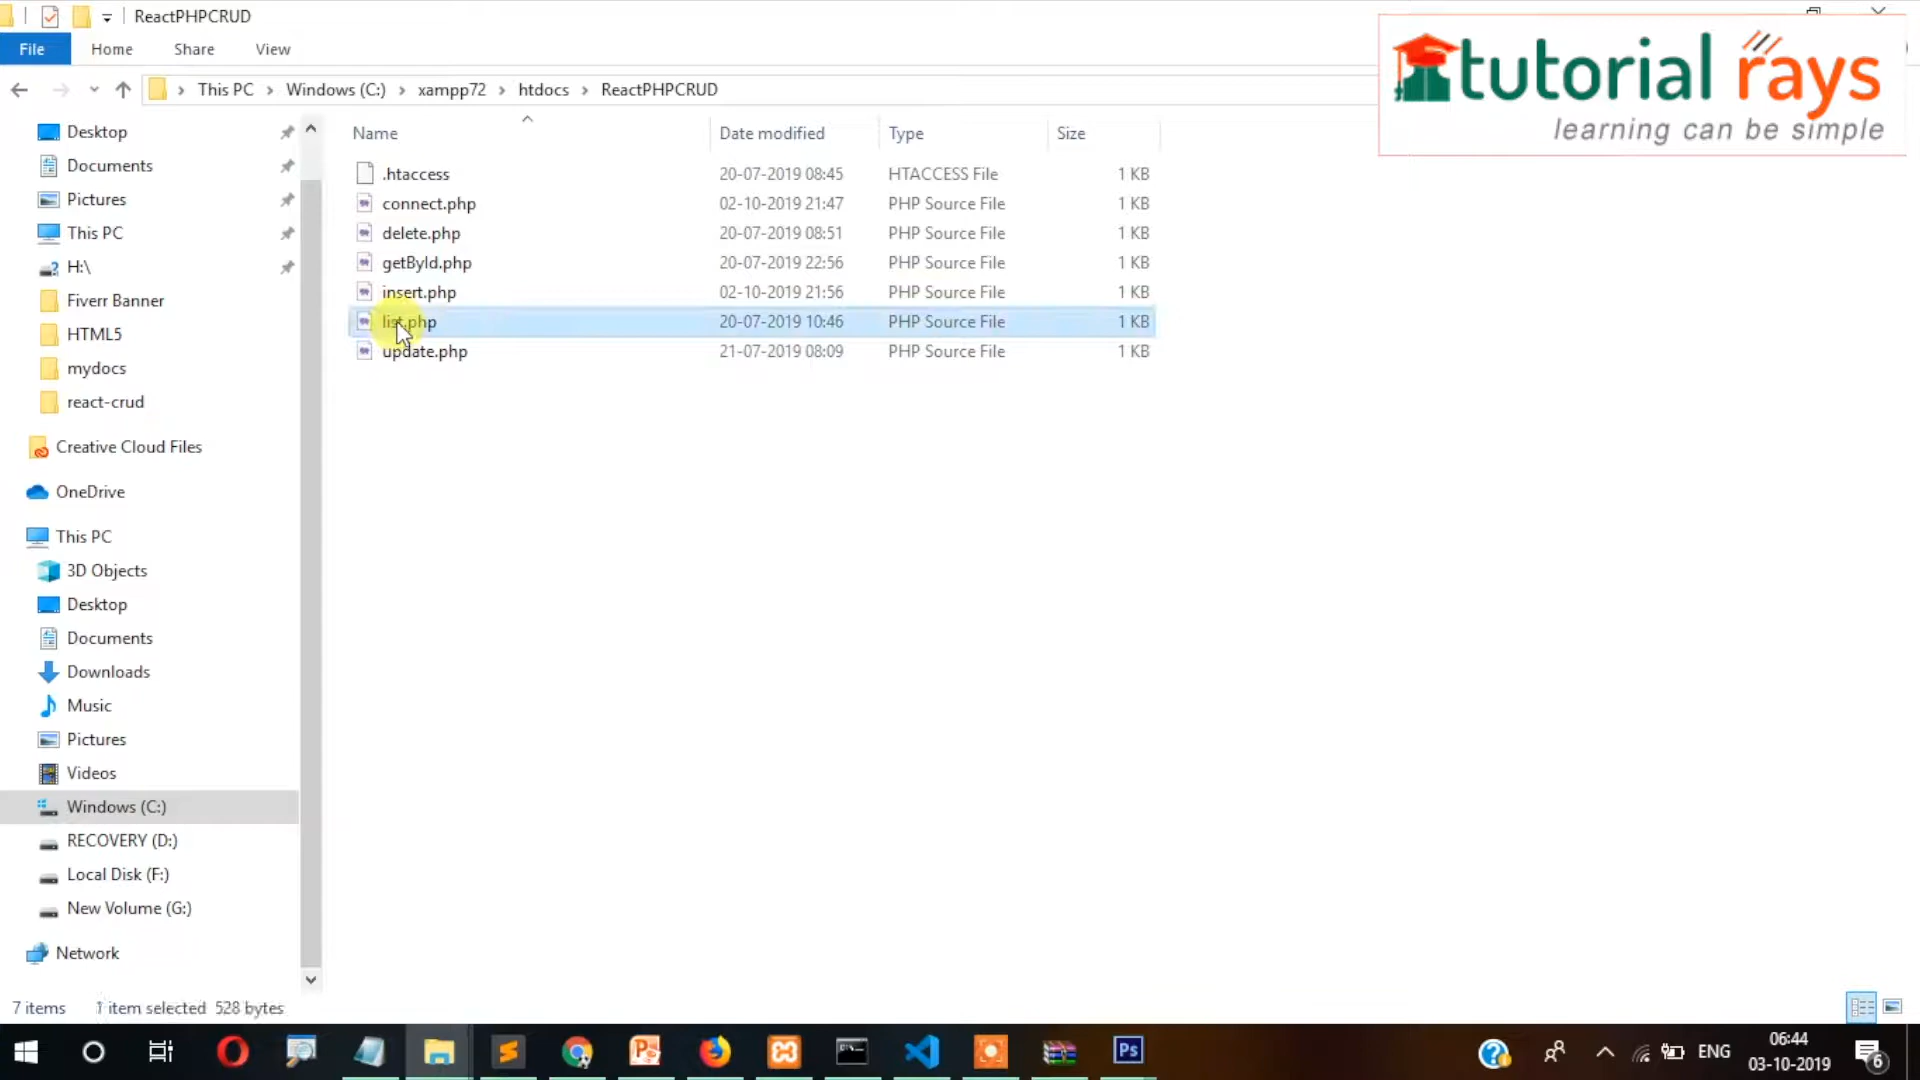 ReactPHPCRUD
File Home Share View
This PC Windows (C:) xampp72 htdocs ReactPHPCRUD
tutorial rays
learning can be simple
Name Date modified Type Size
.htaccess 20-07-2019 08:45 HTACCESS File 1 KB
connect.php 02-10-2019 21:47 PHP Source File 1 KB
delete.php 20-07-2019 08:51 PHP Source File 1 KB
getById.php 20-07-2019 22:56 PHP Source File 1 KB
insert.php 02-10-2019 21:56 PHP Source File 1 KB
list.php 20-07-2019 10:46 PHP Source File 1 KB
update.php 21-07-2019 08:09 PHP Source File 1 KB
Desktop
Documents
Pictures
This PC
H:\
Fiverr Banner
HTML5
mydocs
react-crud
Creative Cloud Files
OneDrive
This PC
3D Objects
Desktop
Documents
Downloads
Music
Pictures
Videos
Windows (C:)
RECOVERY (D:)
Local Disk (F:)
New Volume (G:)
Network
7 items 1 item selected 528 bytes
Ps
ENG
06:44
03-10-2019
6